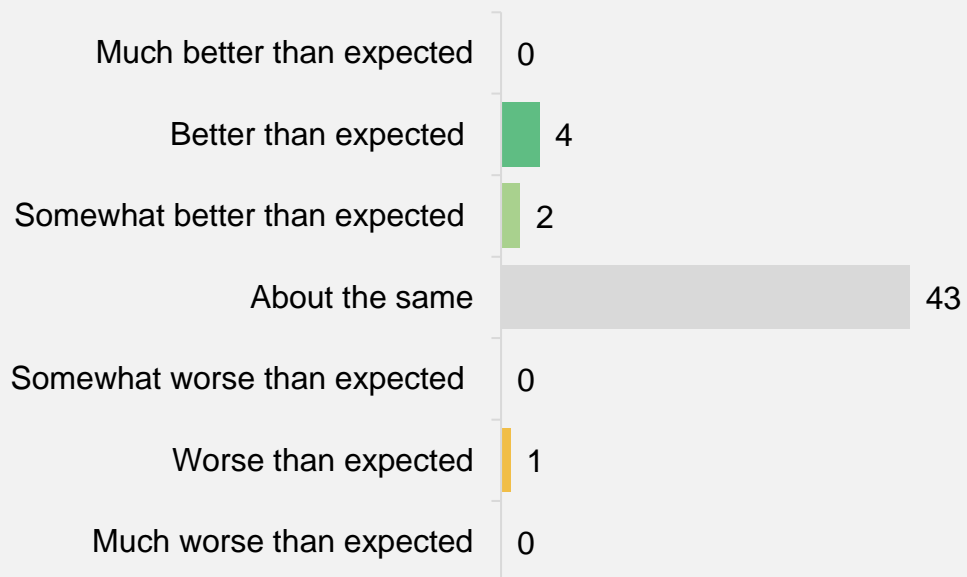 Much better than expected 0
Better than expected 4
Somewhat better than expected 2
About the same 43
Somewhat worse than expected 0
Worse than expected 1
Much worse than expected 0